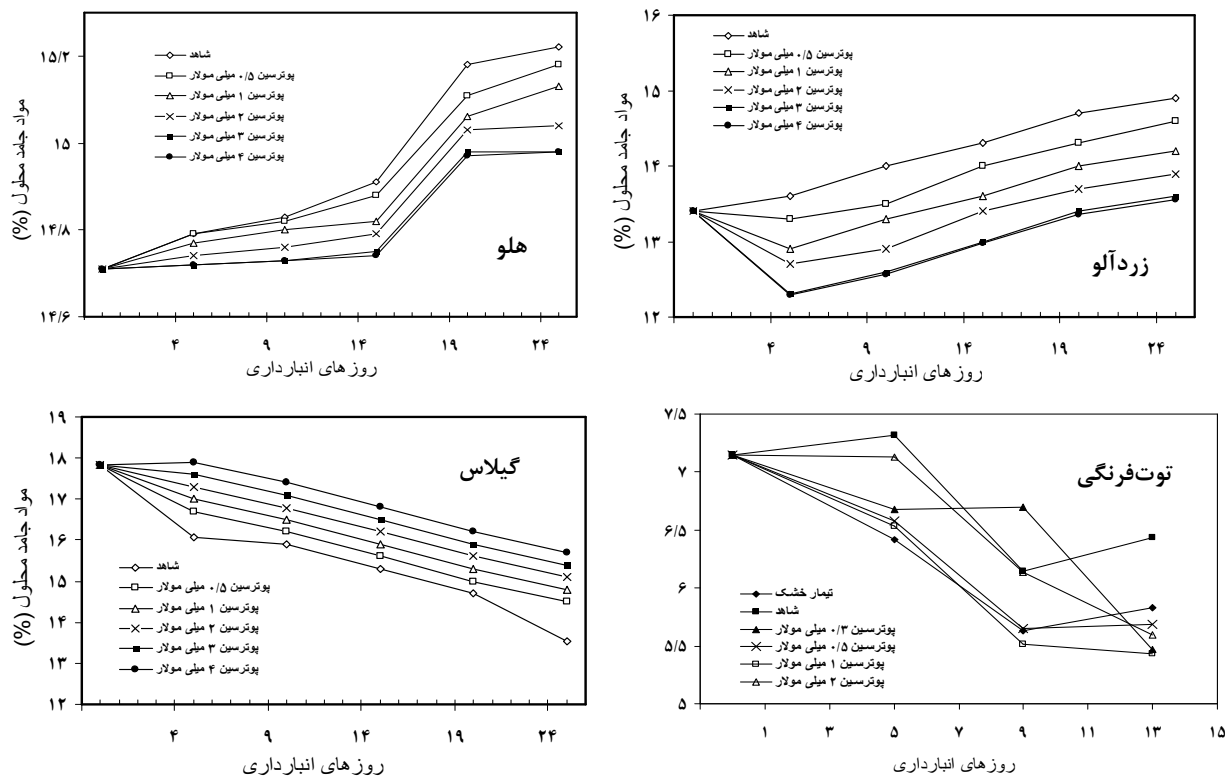 ۱۵/۲
۱۵
۱۴/۸
۱۴/۶
مواد جامد محلول (%)
شاهد
پوترسین ۰/۵ میلی مولار
پوترسین ۱ میلی مولار
پوترسین ۲ میلی مولار
پوترسین ۳ میلی مولار
پوترسین ۴ میلی مولار
هلو
۴ ۹ ۱۴ ۱۹ ۲۴
روزهای انبارداری
۱۶
۱۵
۱۴
۱۳
۱۲
مواد جامد محلول (%)
شاهد
پوترسین ۰/۵ میلی مولار
پوترسین ۱ میلی مولار
پوترسین ۲ میلی مولار
پوترسین ۳ میلی مولار
پوترسین ۴ میلی مولار
زردآلو
۴ ۹ ۱۴ ۱۹ ۲۴
روزهای انبارداری
۱۹
۱۸
۱۷
۱۶
۱۵
۱۴
۱۳
۱۲
مواد جامد محلول (%)
گیلاس
شاهد
پوترسین ۰/۵ میلی مولار
پوترسین ۱ میلی مولار
پوترسین ۲ میلی مولار
پوترسین ۳ میلی مولار
پوترسین ۴ میلی مولار
۴ ۹ ۱۴ ۱۹ ۲۴
روزهای انبارداری
۷/۵
۷
۶/۵
۶
۵/۵
۵
توت‌فرنگی
تیمار خشک
شاهد
پوترسین ۰/۳ میلی مولار
پوترسین ۰/۵ میلی مولار
پوترسین ۱ میلی مولار
پوترسین ۲ میلی مولار
۱ ۳ ۵ ۷ ۹ ۱۱ ۱۳ ۱۵
روزهای انبارداری